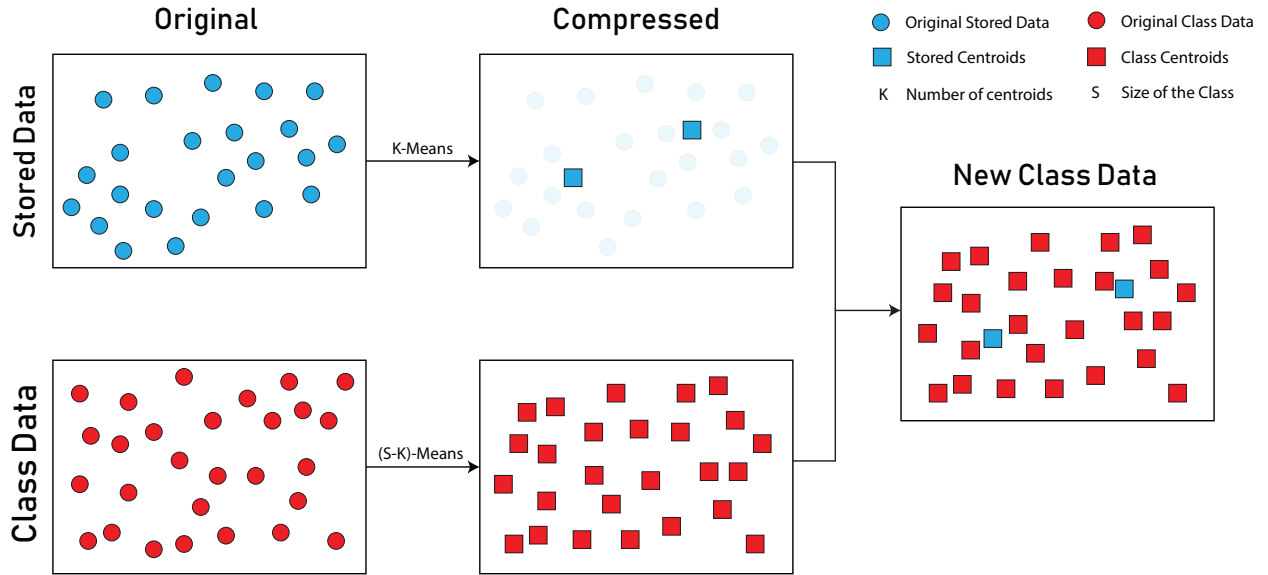 Original
Compressed
Original Stored Data
Original Class Data
Stored Centroids
Class Centroids
K Number of centroids
S Size of the Class
Stored Data
K-Means
New Class Data
Class Data
(S-K)-Means